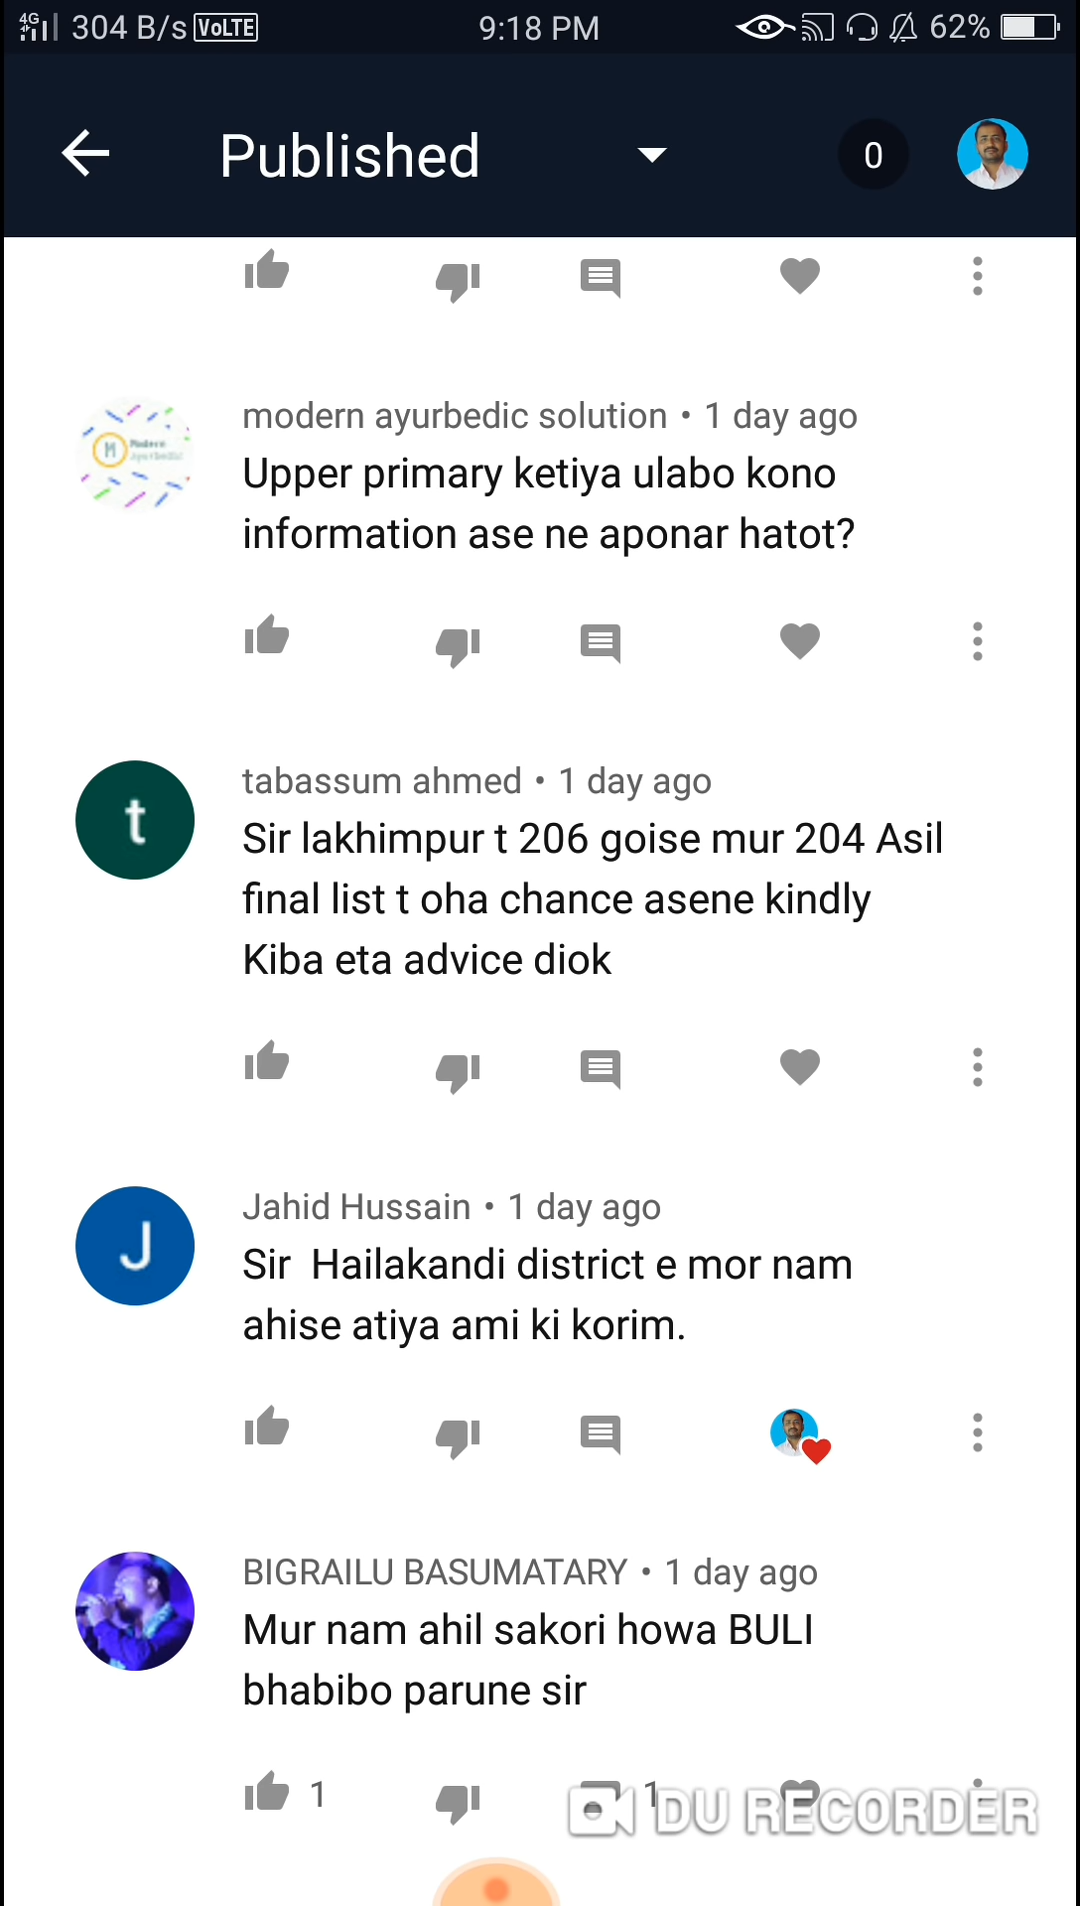 4G 304 B/s VoLTE 9:18 PM 62%
Published 0
modern ayurbedic solution • 1 day ago
Upper primary ketiya ulabo kono
information ase ne aponar hatot?
tabassum ahmed • 1 day ago
Sir lakhimpur t 206 goise mur 204 Asil
final list t oha chance asene kindly
Kiba eta advice diok
Jahid Hussain • 1 day ago
Sir  Hailakandi district e mor nam
ahise atiya ami ki korim.
BIGRAILU BASUMATARY • 1 day ago
Mur nam ahil sakori howa BULI
bhabibo parune sir
1 1
DU RECORDER